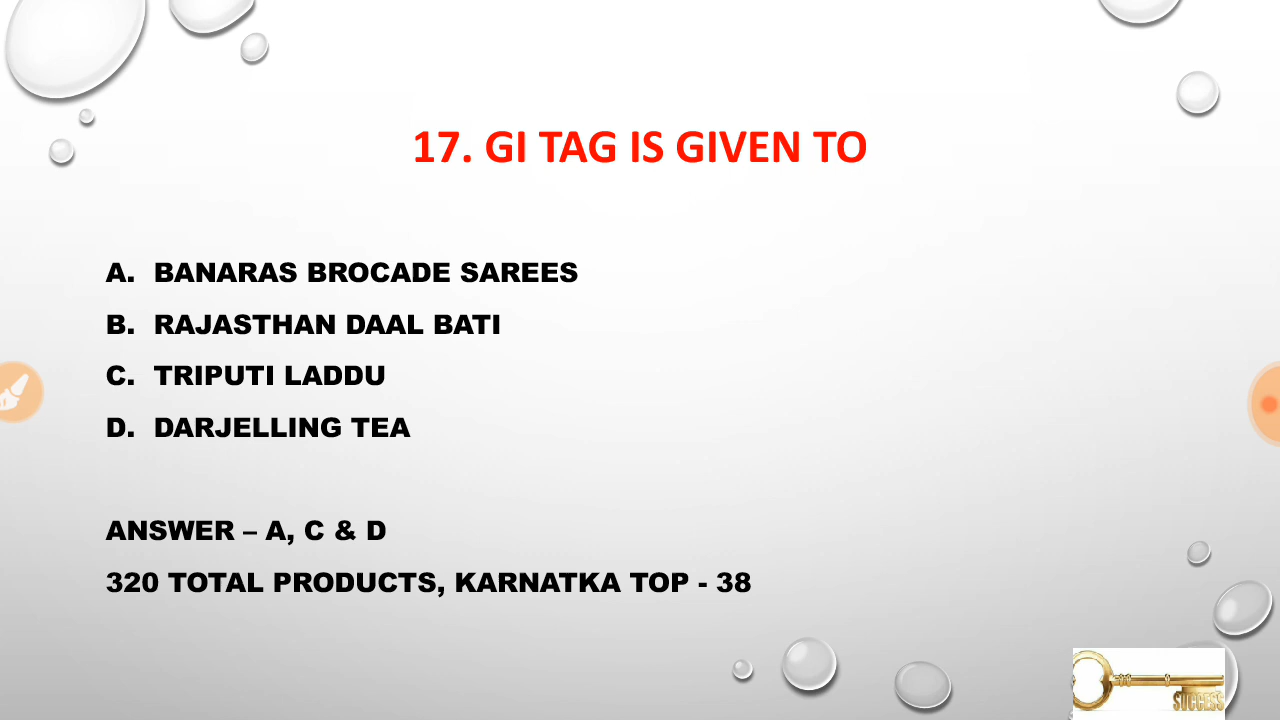 17. GI TAG IS GIVEN TO
A. BANARAS BROCADE SAREES
B. RAJASTHAN DAAL BATI
C. TRIPUTI LADDU
D. DARJELLING TEA
ANSWER – A, C & D
320 TOTAL PRODUCTS, KARNATKA TOP - 38
SUCCESS